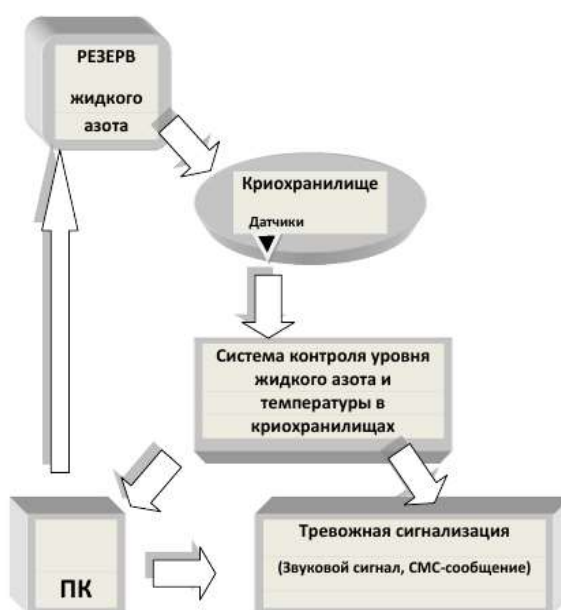 РЕЗЕРВ
жидкого
азота
Криохранилище
Датчики
Система контроля уровня
жидкого азота и
температуры в
криохранилищах
Тревожная сигнализация
(Звуковой сигнал, СМС-сообщение)
ПК